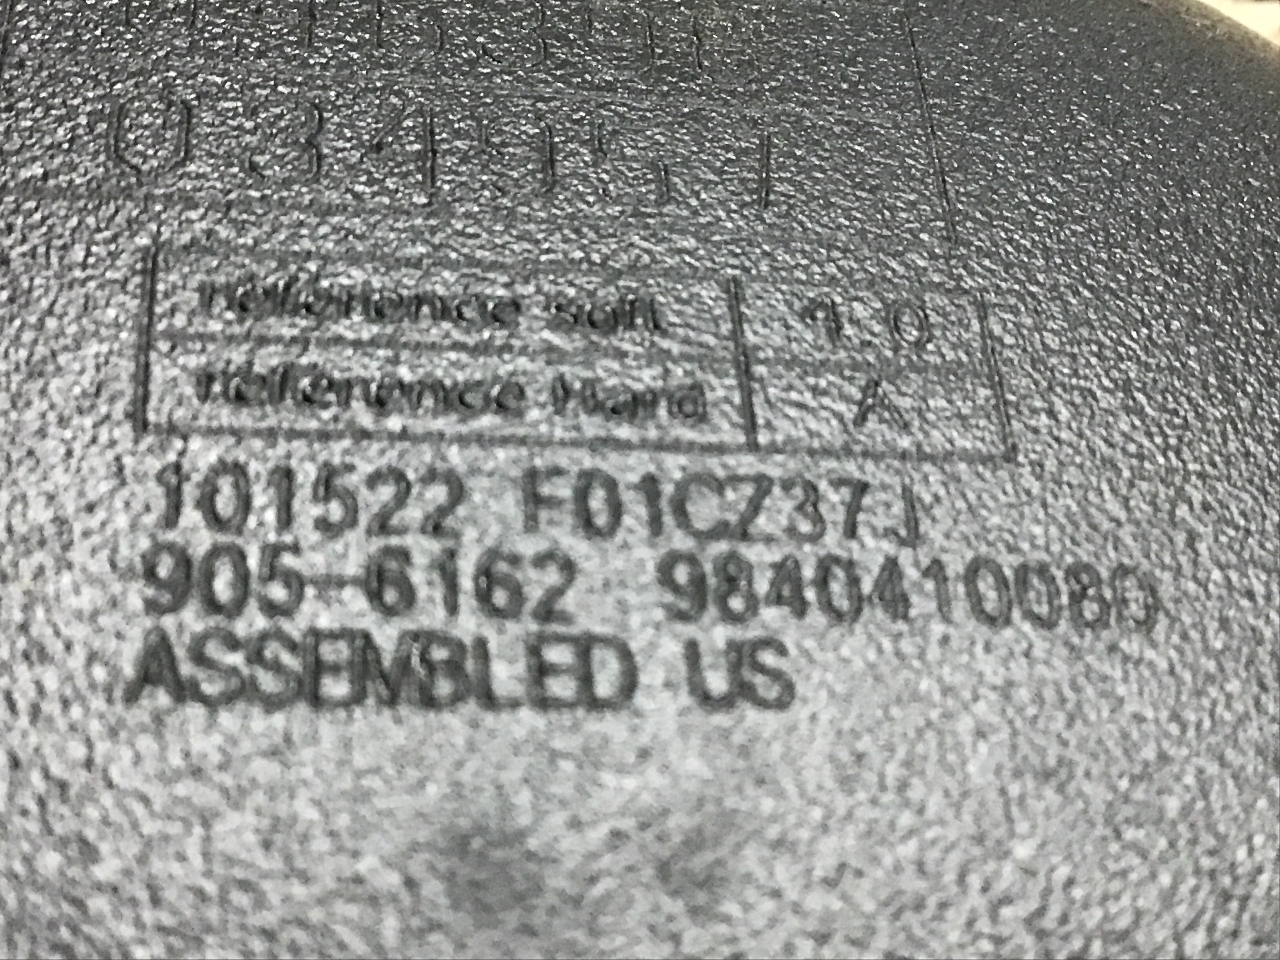 reference soft
reference Hard A
101522 F01CZ37J
905-6162 9840410080
ASSEMBLED US